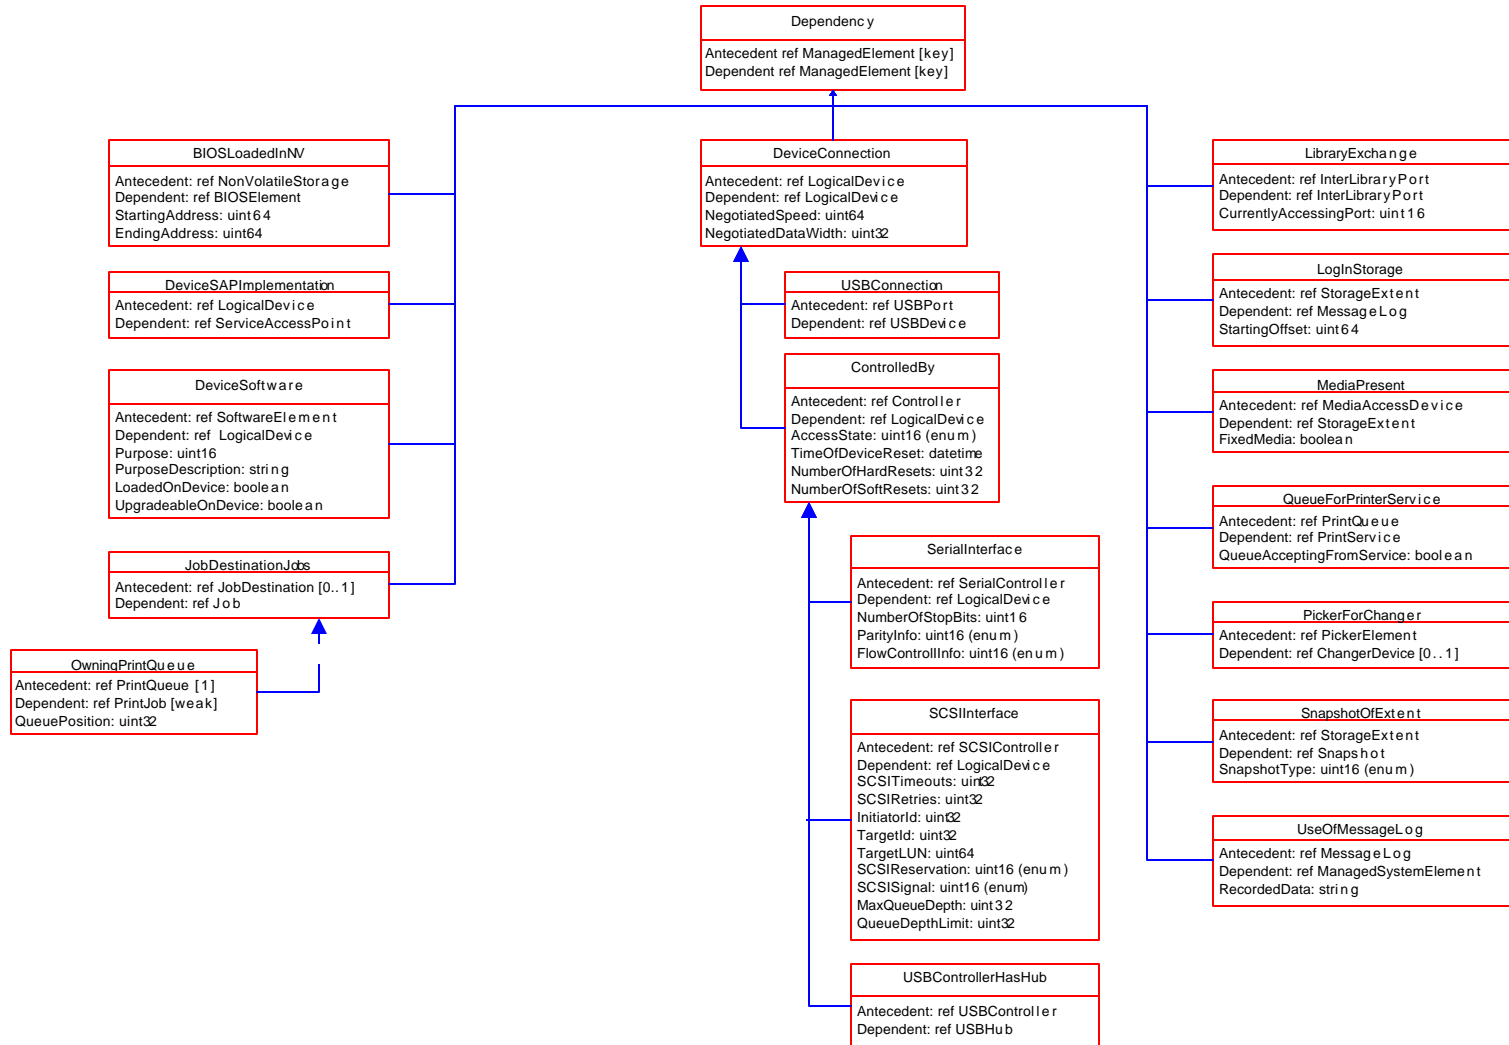 Dependency
Antecedent ref ManagedElement [key]
Dependent ref ManagedElement [key]
BIOSLoadedInNV
Antecedent: ref NonVolatileStorage
Dependent: ref BIOSElement
StartingAddress: uint64
EndingAddress: uint64
DeviceSAPImplementation
Antecedent: ref LogicalDevice
Dependent: ref ServiceAccessPoint
DeviceSoftware
Antecedent: ref SoftwareElement
Dependent: ref LogicalDevice
Purpose: uint16
PurposeDescription: string
LoadedOnDevice: boolean
UpgradeableOnDevice: boolean
JobDestinationJobs
Antecedent: ref JobDestination [0..1]
Dependent: ref Job
OwningPrintQueue
Antecedent: ref PrintQueue [1]
Dependent: ref PrintJob [weak]
QueuePosition: uint32
DeviceConnection
Antecedent: ref LogicalDevice
Dependent: ref LogicalDevice
NegotiatedSpeed: uint64
NegotiatedDataWidth: uint32
USBConnection
Antecedent: ref USBPort
Dependent: ref USBDevice
ControlledBy
Antecedent: ref Controller
Dependent: ref LogicalDevice
AccessState: uint16 (enum)
TimeOfDeviceReset: datetime
NumberOfHardResets: uint32
NumberOfSoftResets: uint32
SerialInterface
Antecedent: ref SerialController
Dependent: ref LogicalDevice
NumberOfStopBits: uint16
ParityInfo: uint16 (enum)
FlowControlInfo: uint16 (enum)
SCSIInterface
Antecedent: ref SCSIController
Dependent: ref LogicalDevice
SCSITimeouts: uint32
SCSIRetries: uint32
InitiatorId: uint32
TargetId: uint32
TargetLUN: uint64
SCSIReservation: uint16 (enum)
SCSISignal: uint16 (enum)
MaxQueueDepth: uint32
QueueDepthLimit: uint32
USBControllerHasHub
Antecedent: ref USBController
Dependent: ref USBHub
LibraryExchange
Antecedent: ref InterLibraryPort
Dependent: ref InterLibraryPort
CurrentlyAccessingPort: uint16
LogInStorage
Antecedent: ref StorageExtent
Dependent: ref MessageLog
StartingOffset: uint64
MediaPresent
Antecedent: ref MediaAccessDevice
Dependent: ref StorageExtent
FixedMedia: boolean
QueueForPrinterService
Antecedent: ref PrintQueue
Dependent: ref PrintService
QueueAcceptingFromService: boolean
PickerForChanger
Antecedent: ref PickerElement
Dependent: ref ChangerDevice [0..1]
SnapshotOfExtent
Antecedent: ref StorageExtent
Dependent: ref Snapshot
SnapshotType: uint16 (enum)
UseOfMessageLog
Antecedent: ref MessageLog
Dependent: ref ManagedSystemElement
RecordedData: string